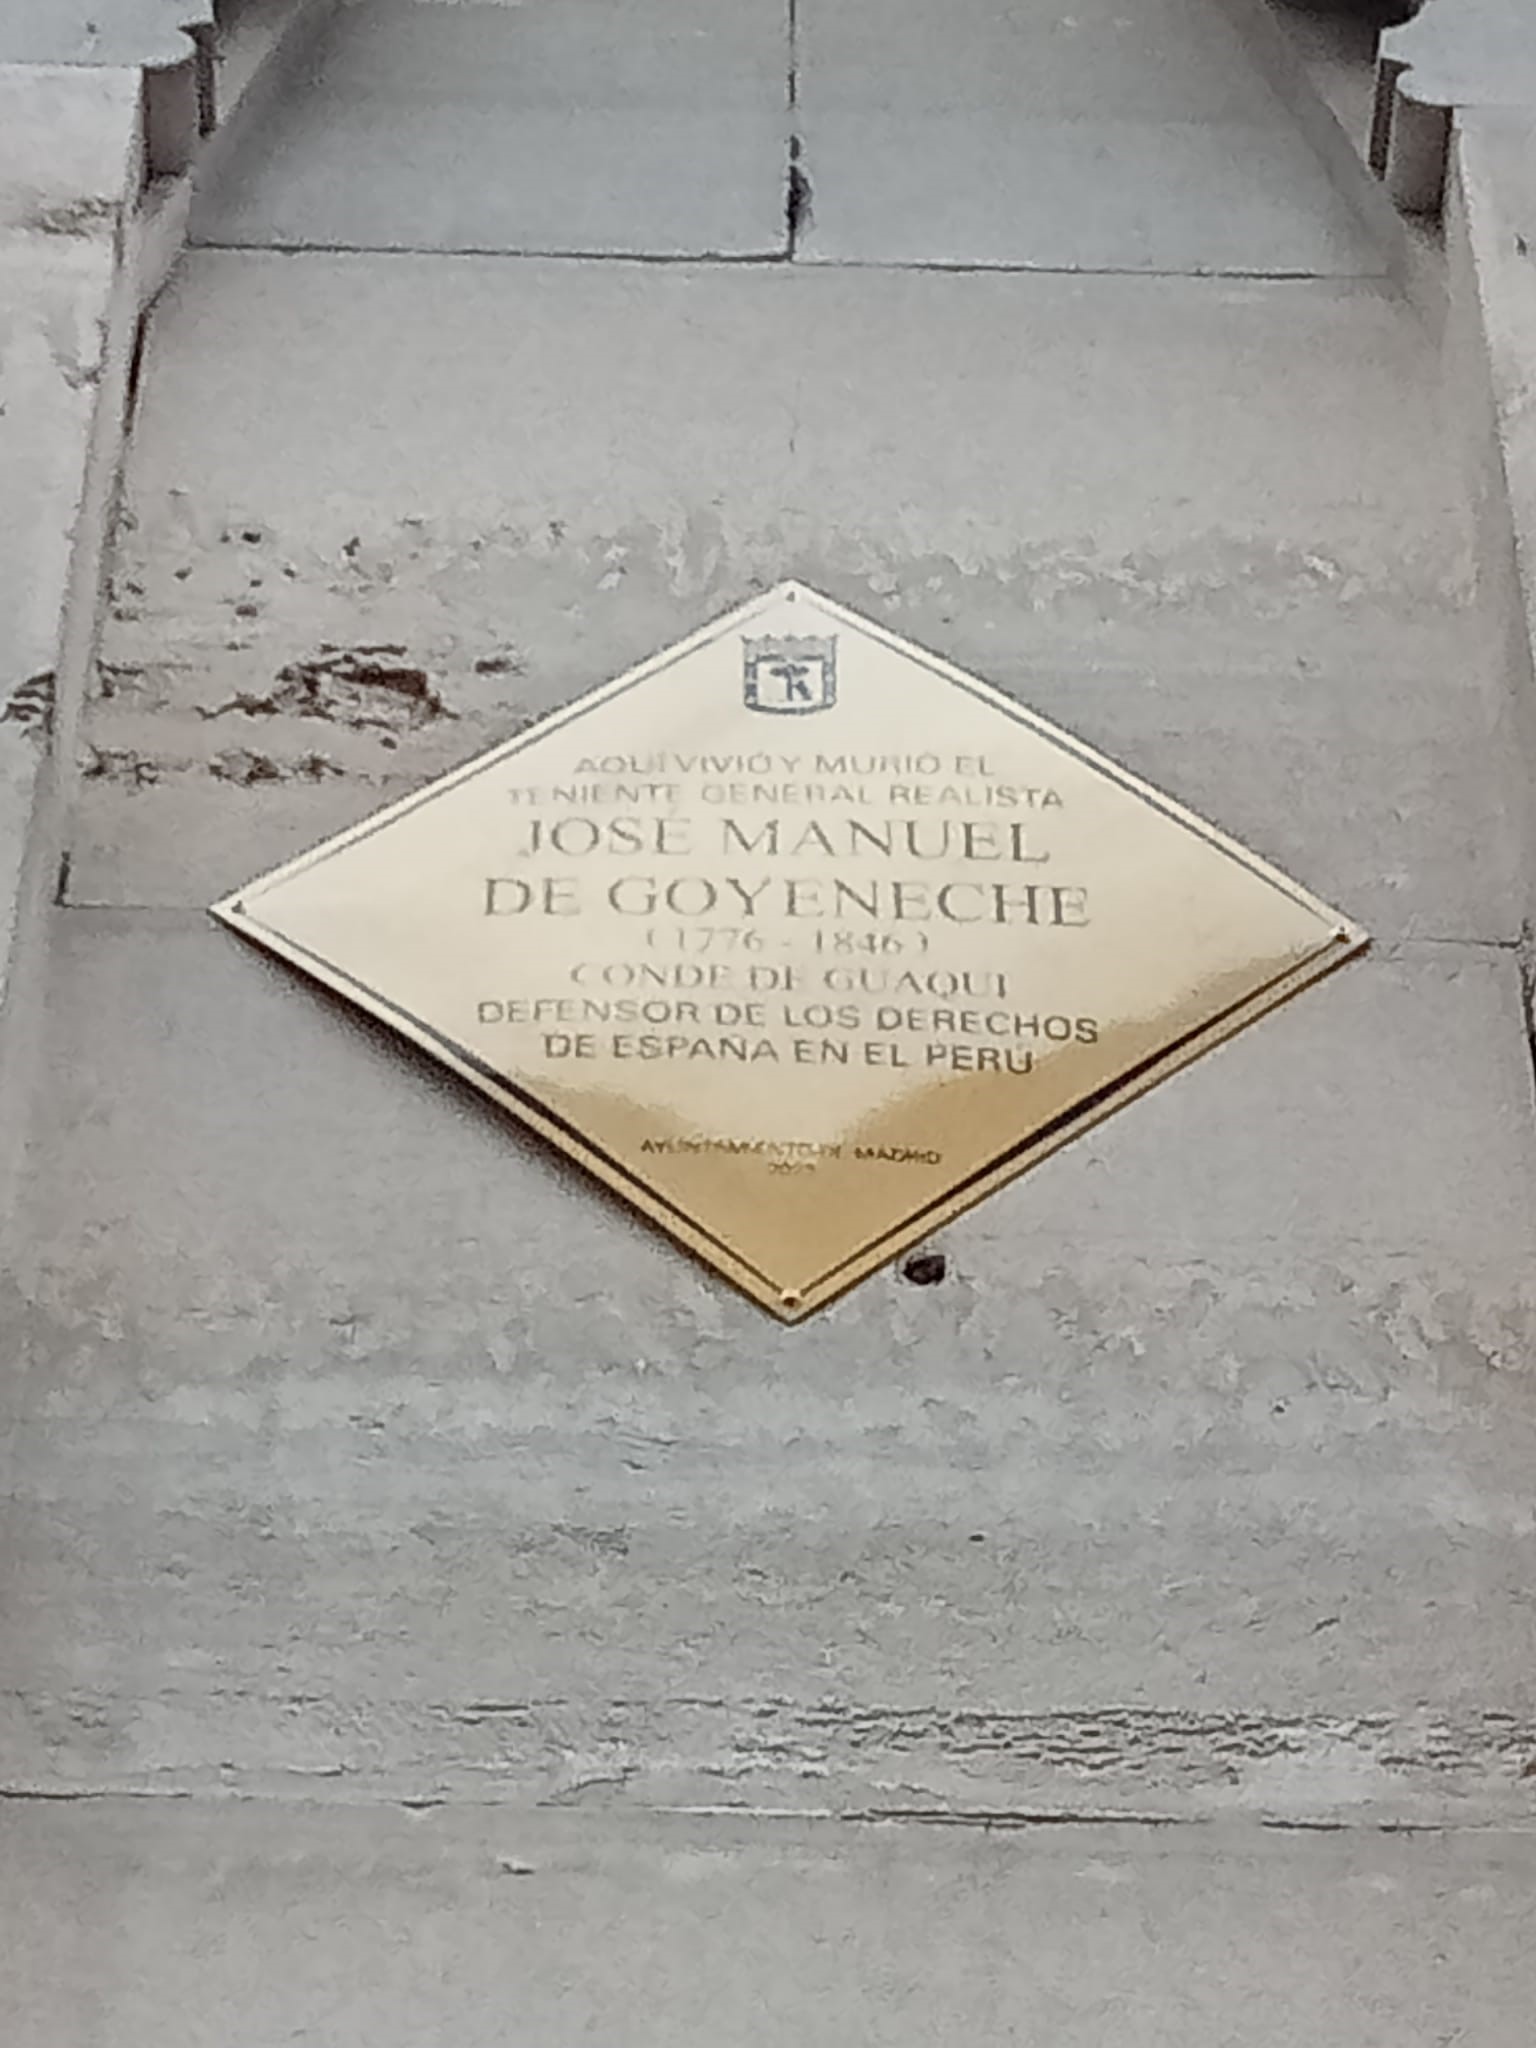 AQUÍ VIVIÓ Y MURIÓ EL
TENIENTE GENERAL REALISTA
JOSÉ MANUEL
DE GOYENECHE
(1776 - 1846)
CONDE DE GUAQUI
DEFENSOR DE LOS DERECHOS
DE ESPAÑA EN EL PERÚ
AYUNTAMIENTO DE MADRID